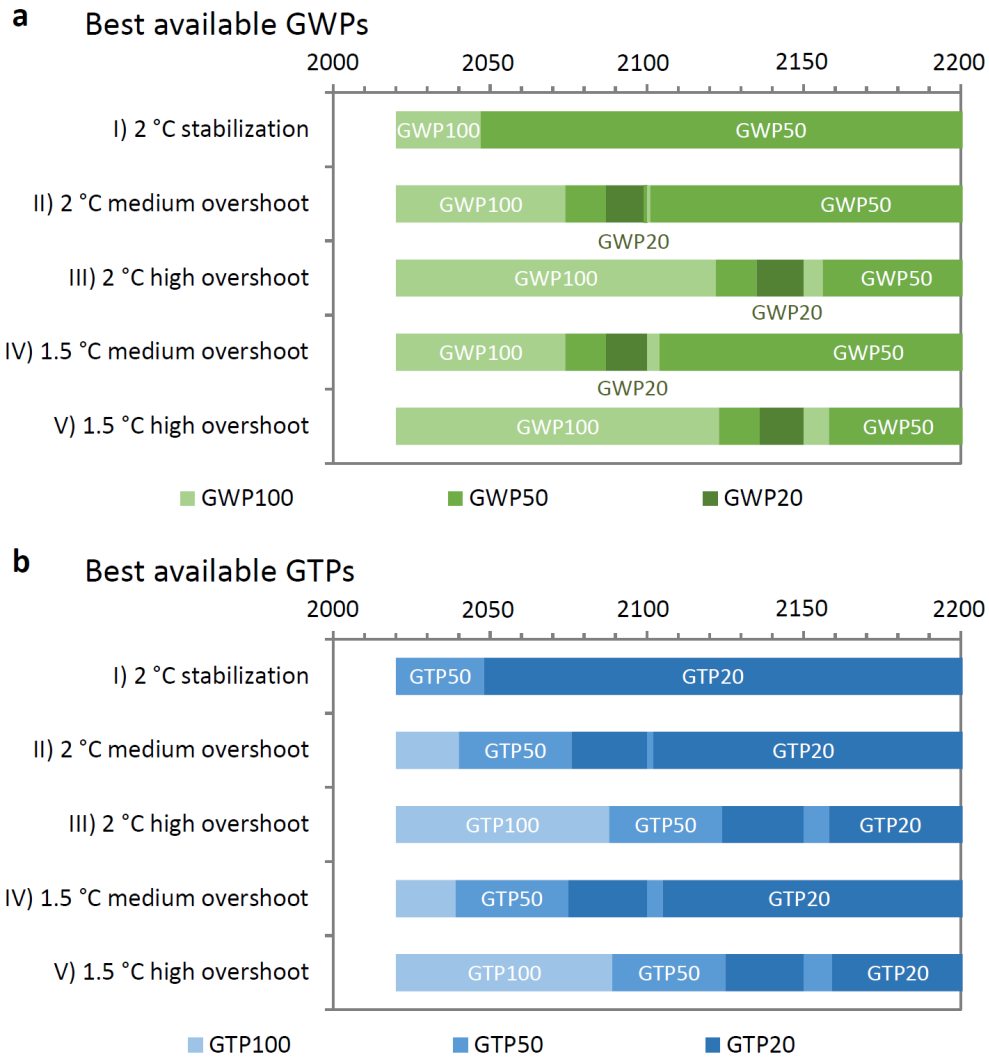 a Best available GWPs
2000 2050 2100 2150 2200
I) 2 °C stabilization GWP100 GWP50
II) 2 °C medium overshoot GWP100 GWP50
GWP20
III) 2 °C high overshoot GWP100 GWP50
GWP20
IV) 1.5 °C medium overshoot GWP100 GWP50
GWP20
V) 1.5 °C high overshoot GWP100 GWP50
GWP100 GWP50 GWP20
b Best available GTPs
2000 2050 2100 2150 2200
I) 2 °C stabilization GTP50 GTP20
II) 2 °C medium overshoot GTP50 GTP20
III) 2 °C high overshoot GTP100 GTP50 GTP20
IV) 1.5 °C medium overshoot GTP50 GTP20
V) 1.5 °C high overshoot GTP100 GTP50 GTP20
GTP100 GTP50 GTP20